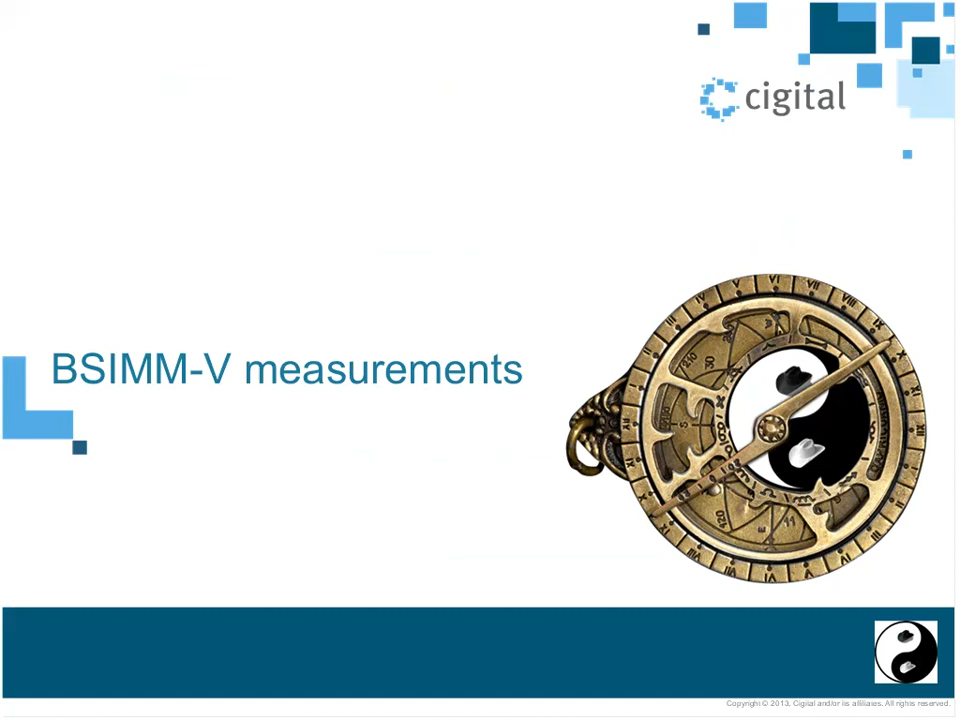 cigital
BSIMM-V measurements
Copyright © 2013, Cigital and/or its affiliates. All rights reserved.